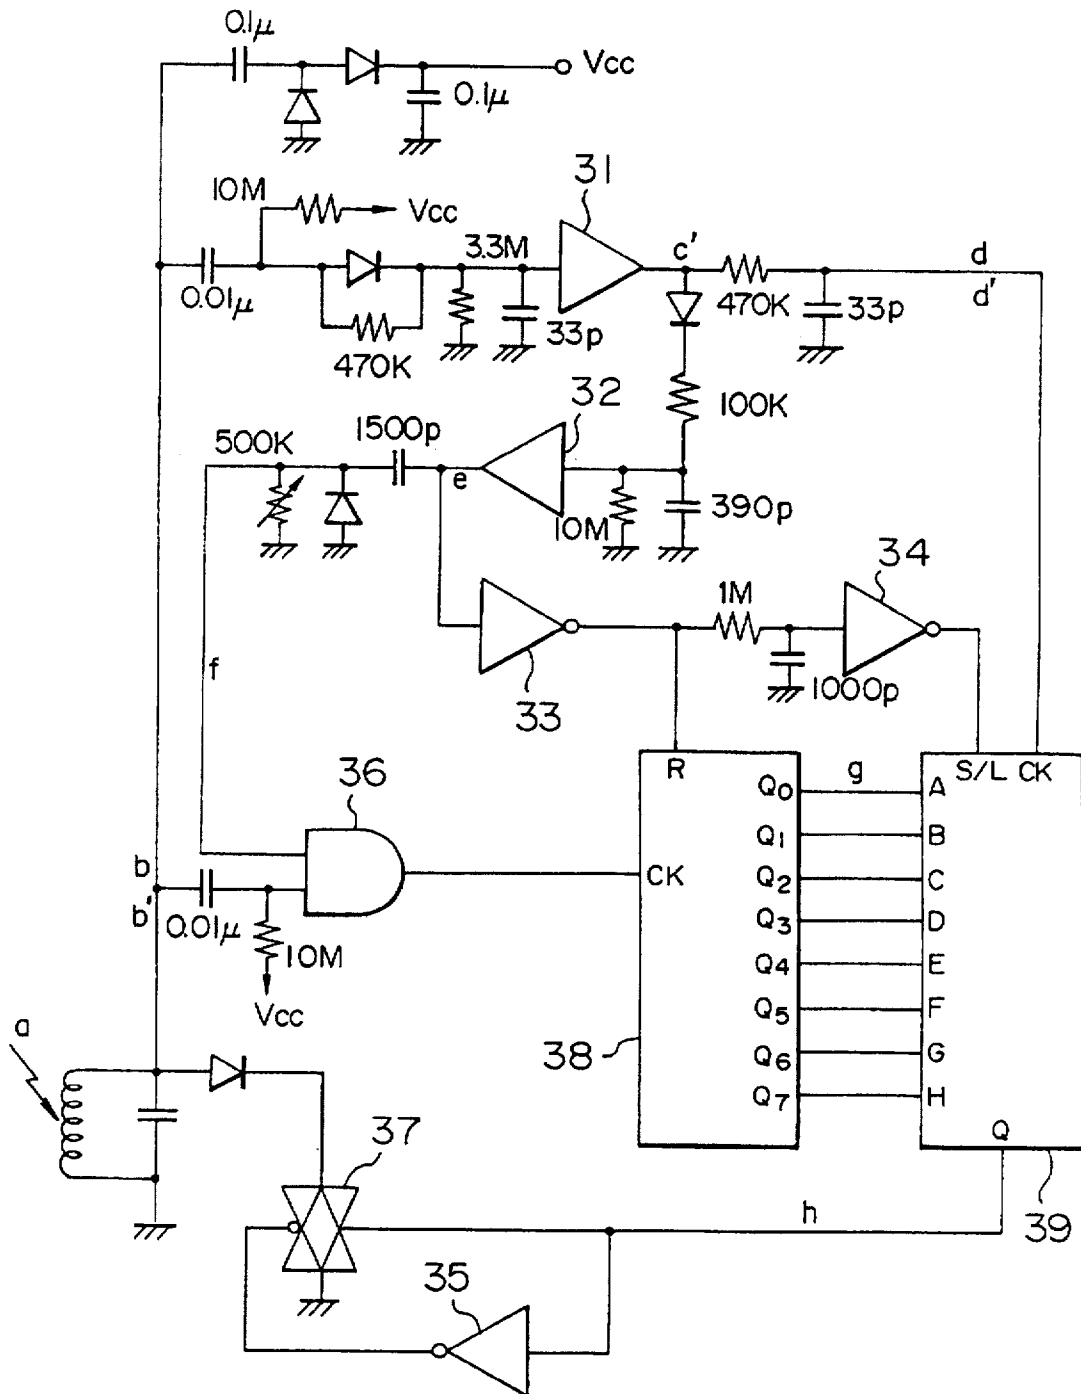 0.1μ
Vcc
0.1μ
31
10M
Vcc
3.3M
c'
d
0.01μ
470K
33p
470K
33p
d'
32
100K
1500p
500K
e
10M
390p
34
1M
f
33
1000p
36
R
Q0
g
A
S/L CK
Q1
B
CK
Q2
C
b
b'
Q3
D
0.01μ
10M
Q4
E
Vcc
Q5
F
a
38
Q6
G
Q7
H
37
Q
h
39
35